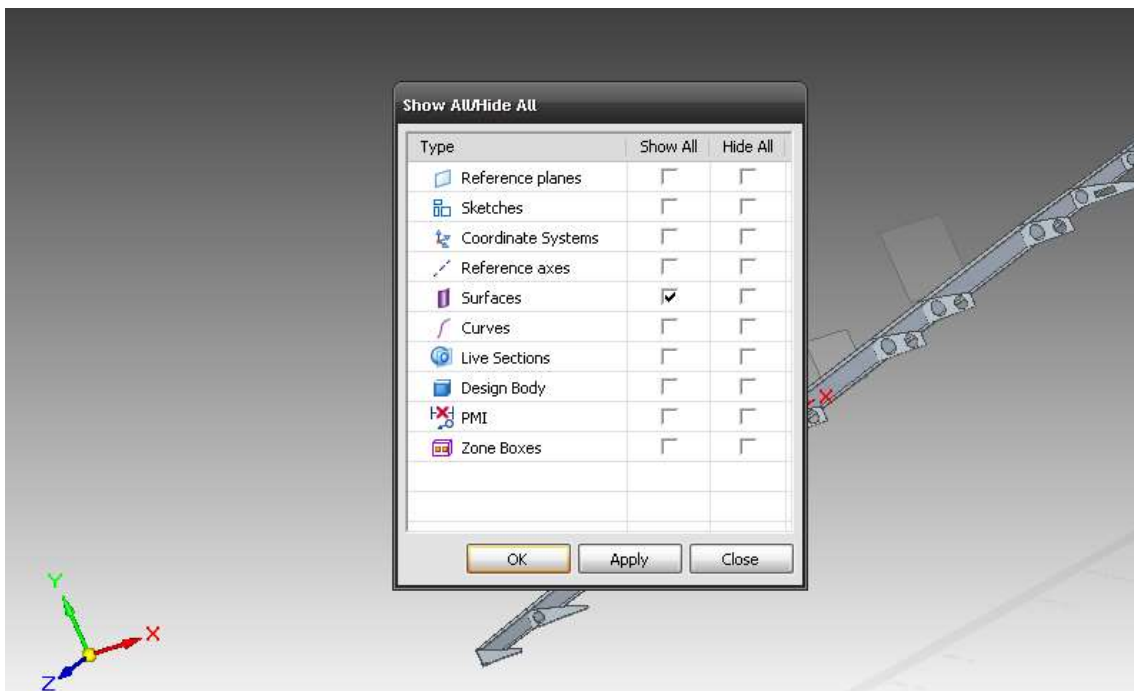 Show All/Hide All
Type Show All Hide All
Reference planes
Sketches
Coordinate Systems
Reference axes
Surfaces
Curves
Live Sections
Design Body
PMI
Zone Boxes
OK Apply Close
X
Y
X
Z